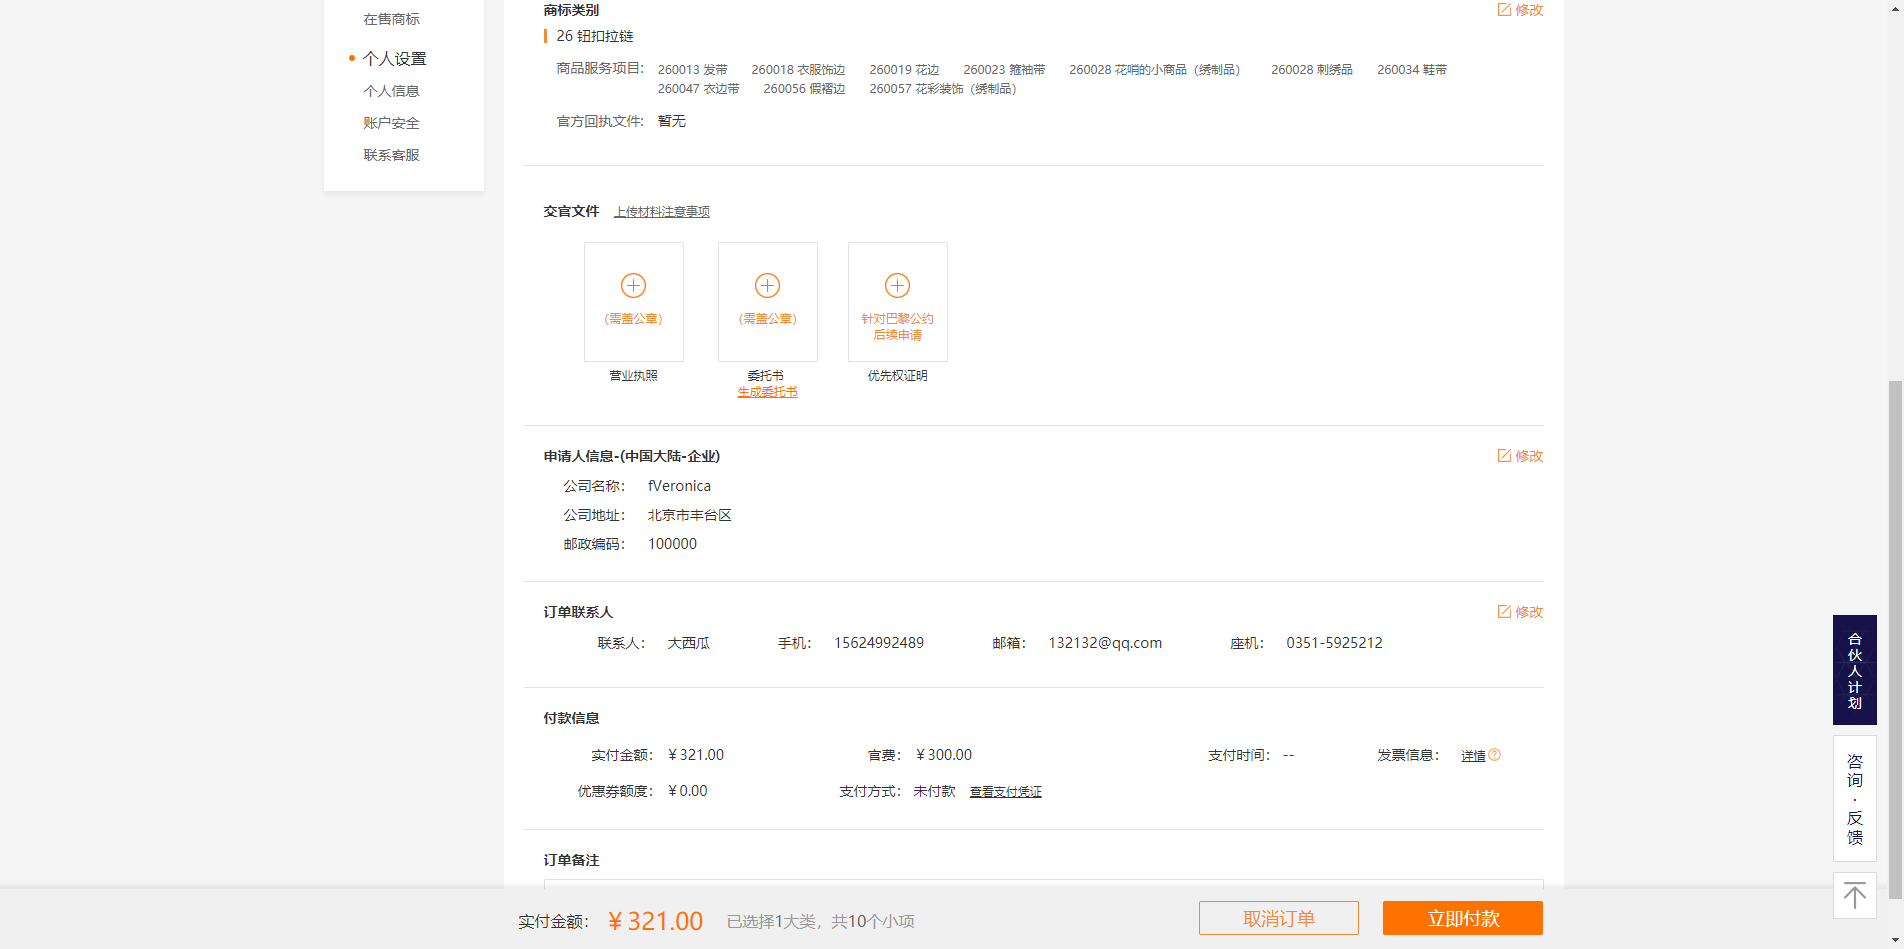 在售商标
个人设置
个人信息
账户安全
联系客服
商标类别 修改
26 钮扣拉链
商品服务项目: 260013 发带 260018 衣服饰边 260019 花边 260023 箍袖带 260028 花哨的小商品（绣制品） 260028 刺绣品 260034 鞋带
260047 衣边带 260056 假褶边 260057 花彩装饰（绣制品）
官方回执文件: 暂无
交官文件 上传材料注意事项
(需盖公章) (需盖公章) 针对巴黎公约
后续申请
营业执照 委托书 优先权证明
生成委托书
申请人信息-(中国大陆-企业) 修改
公司名称: fVeronica
公司地址: 北京市丰台区
邮政编码: 100000
订单联系人 修改
联系人: 大西瓜 手机: 15624992489 邮箱: 132132@qq.com 座机: 0351-5925212
付款信息
实付金额: ¥321.00 官费: ¥300.00 支付时间: -- 发票信息: 详情?
优惠券额度: ¥0.00 支付方式: 未付款 查看支付凭证
订单备注
实付金额: ¥321.00 已选择1大类，共10个小项 取消订单 立即付款
合伙人计划
咨询·反馈